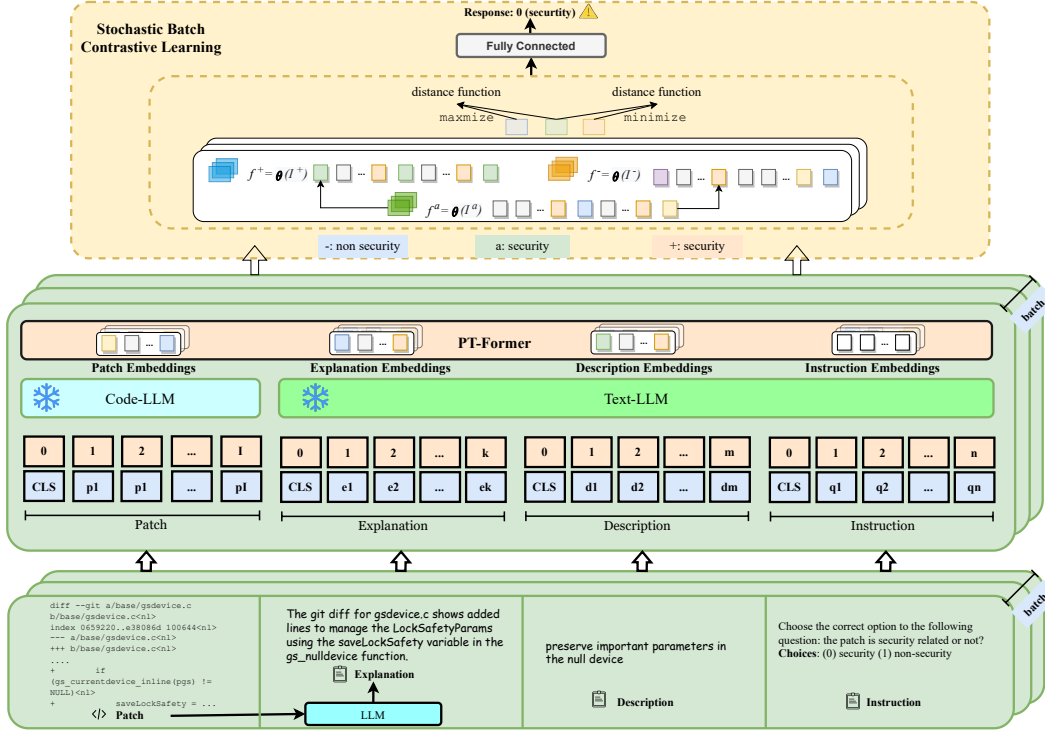 Response: 0 (securtity)
Stochastic Batch
Contrastive Learning
Fully Connected
distance function
distance function
maxmize
minimize
f⁺= θ(I⁺)
...
...
f⁻= θ(I⁻)
...
...
fᵃ= θ(Iᵃ)
...
...
-: non security
a: security
+: security
batch
PT-Former
...
...
...
...
Patch Embeddings
Explanation Embeddings
Description Embeddings
Instruction Embeddings
Code-LLM
Text-LLM
0 1 2 ... I
0 1 2 ... k
0 1 2 ... m
0 1 2 ... n
CLS p1 p1 ... pI
CLS e1 e2 ... ek
CLS d1 d2 ... dm
CLS q1 q2 ... qn
Patch
Explanation
Description
Instruction
batch
diff --git a/base/gsdevice.c
b/base/gsdevice.c<nl>
index 0659220..e38086d 100644<nl>
--- a/base/gsdevice.c<nl>
+++ b/base/gsdevice.c<nl>
....
+ if
(gs_currentdevice_inline(pgs) !=
NULL)<nl>
+ saveLockSafety = ...
</> Patch
The git diff for gsdevice.c shows added
lines to manage the LockSafetyParams
using the saveLockSafety variable in the
gs_nulldevice function.
Explanation
LLM
preserve important parameters in
the null device
Description
Choose the correct option to the following
question: the patch is security related or not?
Choices: (0) security (1) non-security
Instruction